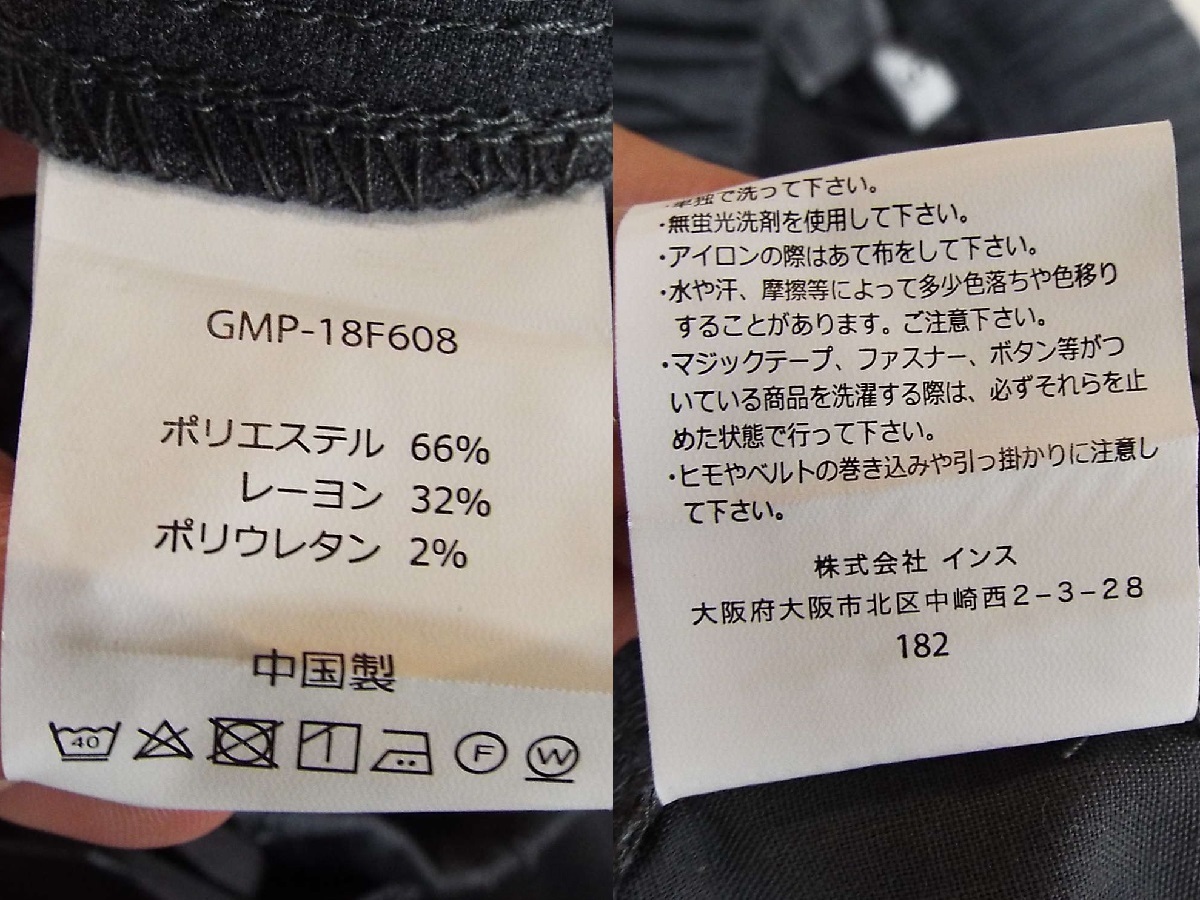 GMP-18F608
ポリエステル 66%
レーヨン 32%
ポリウレタン 2%
中国製
40
F
W
・単独で洗って下さい。
・無蛍光洗剤を使用して下さい。
・アイロンの際はあて布をして下さい。
・水や汗、摩擦等によって多少色落ちや色移り
することがあります。ご注意下さい。
・マジックテープ、ファスナー、ボタン等がつ
いている商品を洗濯する際は、必ずそれらを止
めた状態で行って下さい。
・ヒモやベルトの巻き込みや引っ掛かりに注意し
て下さい。
株式会社 インス
大阪府大阪市北区中崎西2-3-28
182